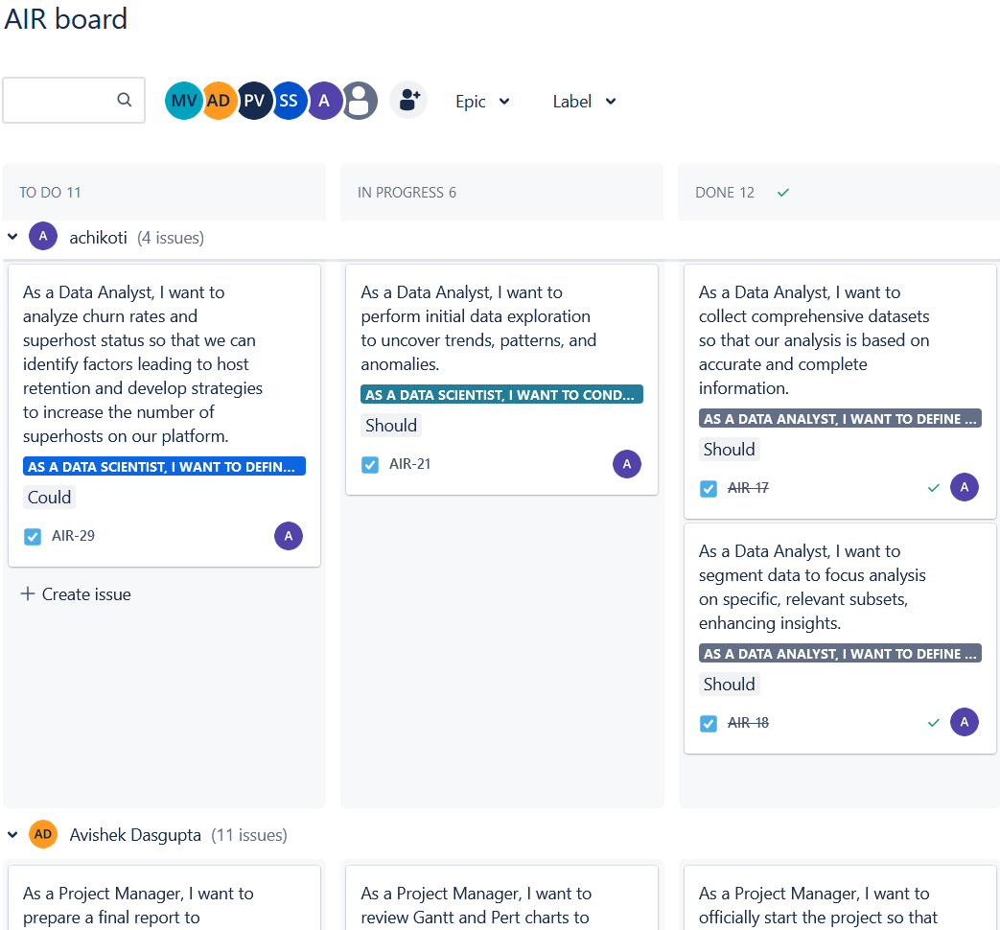 AIR board
MV AD PV SS A
Epic
Label
TO DO 11
IN PROGRESS 6
DONE 12
A achikoti (4 issues)
As a Data Analyst, I want to
analyze churn rates and
superhost status so that we can
identify factors leading to host
retention and develop strategies
to increase the number of
superhosts on our platform.
AS A DATA SCIENTIST, I WANT TO DEFIN...
Could
AIR-29
A
Create issue
As a Data Analyst, I want to
perform initial data exploration
to uncover trends, patterns, and
anomalies.
AS A DATA SCIENTIST, I WANT TO COND...
Should
AIR-21
A
As a Data Analyst, I want to
collect comprehensive datasets
so that our analysis is based on
accurate and complete
information.
AS A DATA ANALYST, I WANT TO DEFINE ...
Should
AIR-17
A
As a Data Analyst, I want to
segment data to focus analysis
on specific, relevant subsets,
enhancing insights.
AS A DATA ANALYST, I WANT TO DEFINE ...
Should
AIR-18
A
AD Avishek Dasgupta (11 issues)
As a Project Manager, I want to
prepare a final report to
As a Project Manager, I want to
review Gantt and Pert charts to
As a Project Manager, I want to
officially start the project so that